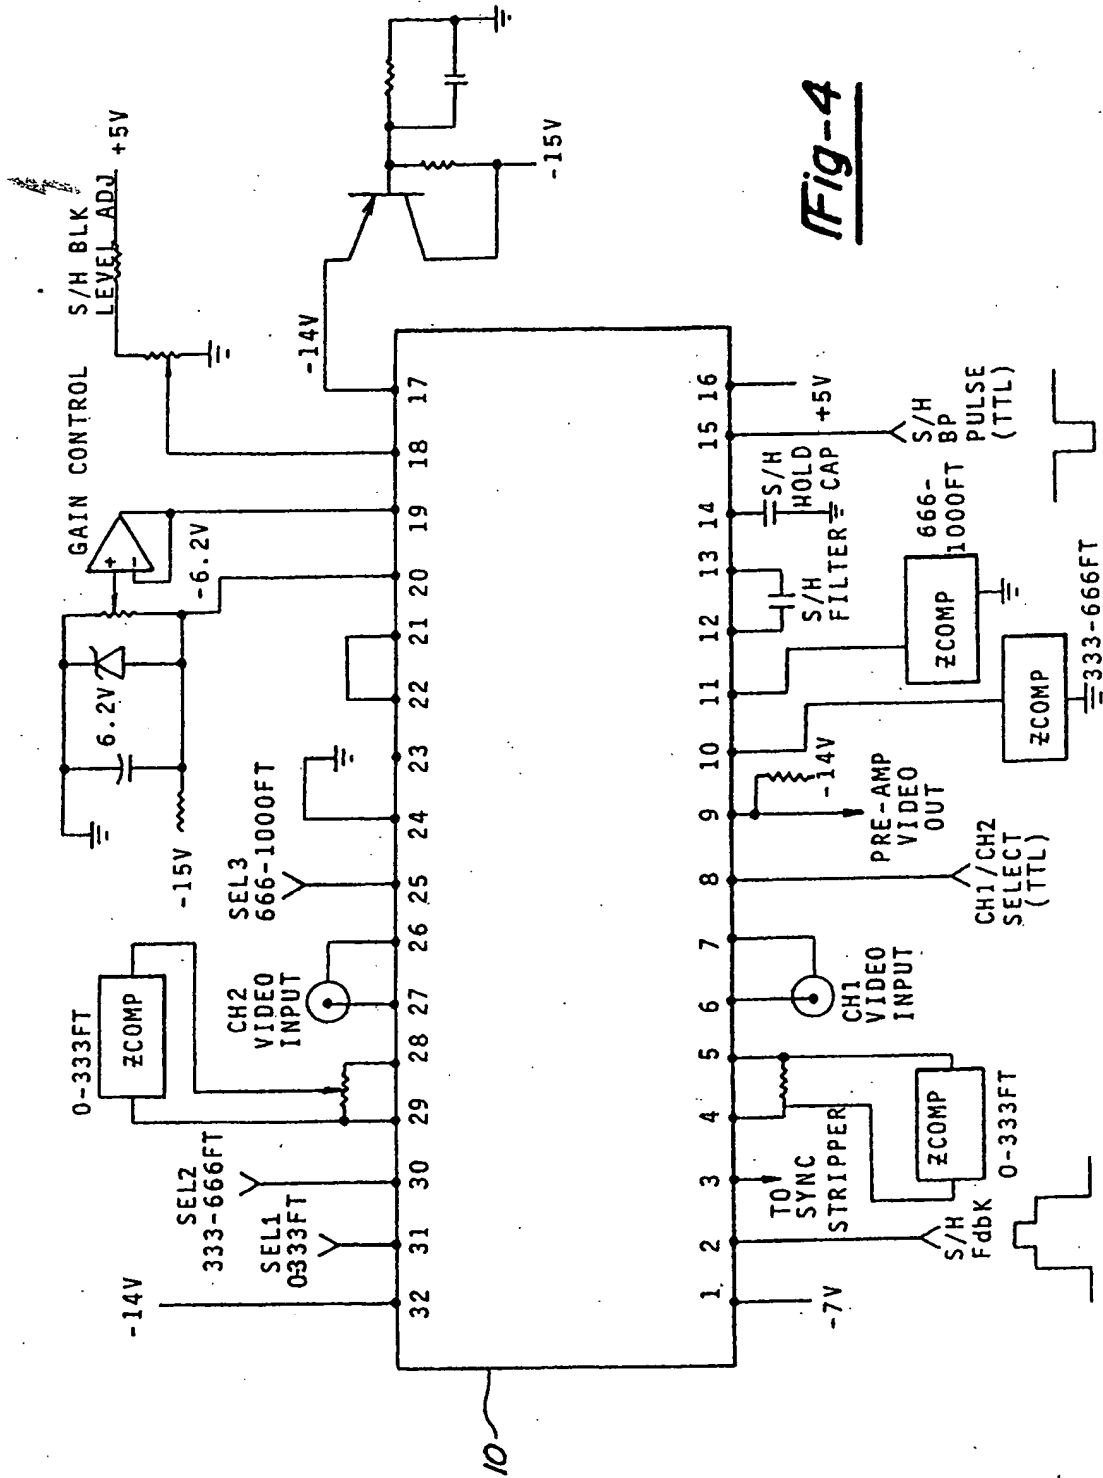 -14V
SEL2
333-666FT
SEL1
0-333FT
0-333FT
ZCOMP
CH2
VIDEO
INPUT
SEL3
666-1000FT
-15V
6.2V
-6.2V
GAIN CONTROL
S/H BLK
LEVEL ADJ
+5V
-14V
-15V
32
31
30
29
28
27
26
25
24
23
22
21
20
19
18
17
10
1
2
3
4
5
6
7
8
9
10
11
12
13
14
15
16
-7V
S/H
FdbK
TO
SYNC
STRIPPER
ZCOMP
0-333FT
CH1
VIDEO
INPUT
CH1/CH2
SELECT
(TTL)
PRE-AMP
VIDEO
OUT
-14V
ZCOMP
333-666FT
ZCOMP
666-
1000FT
S/H
FILTER
S/H
HOLD
CAP
S/H
BP
PULSE
(TTL)
+5V
Fig-4